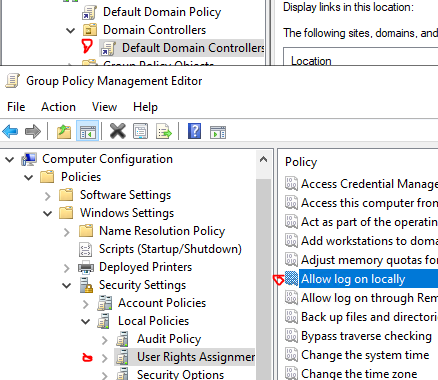 Default Domain Policy
Domain Controllers
Default Domain Controllers
Group Policy Objects
Display links in this location:
The following sites, domains, and
Location
Group Policy Management Editor
File Action View Help
Computer Configuration
Policies
Software Settings
Windows Settings
Name Resolution Policy
Scripts (Startup/Shutdown)
Deployed Printers
Security Settings
Account Policies
Local Policies
Audit Policy
User Rights Assignmer
Security Options
Policy
Access Credential Manage
Access this computer from
Act as part of the operatin
Add workstations to doma
Adjust memory quotas for
Allow log on locally
Allow log on through Rem
Back up files and directori
Bypass traverse checking
Change the system time
Change the time zone